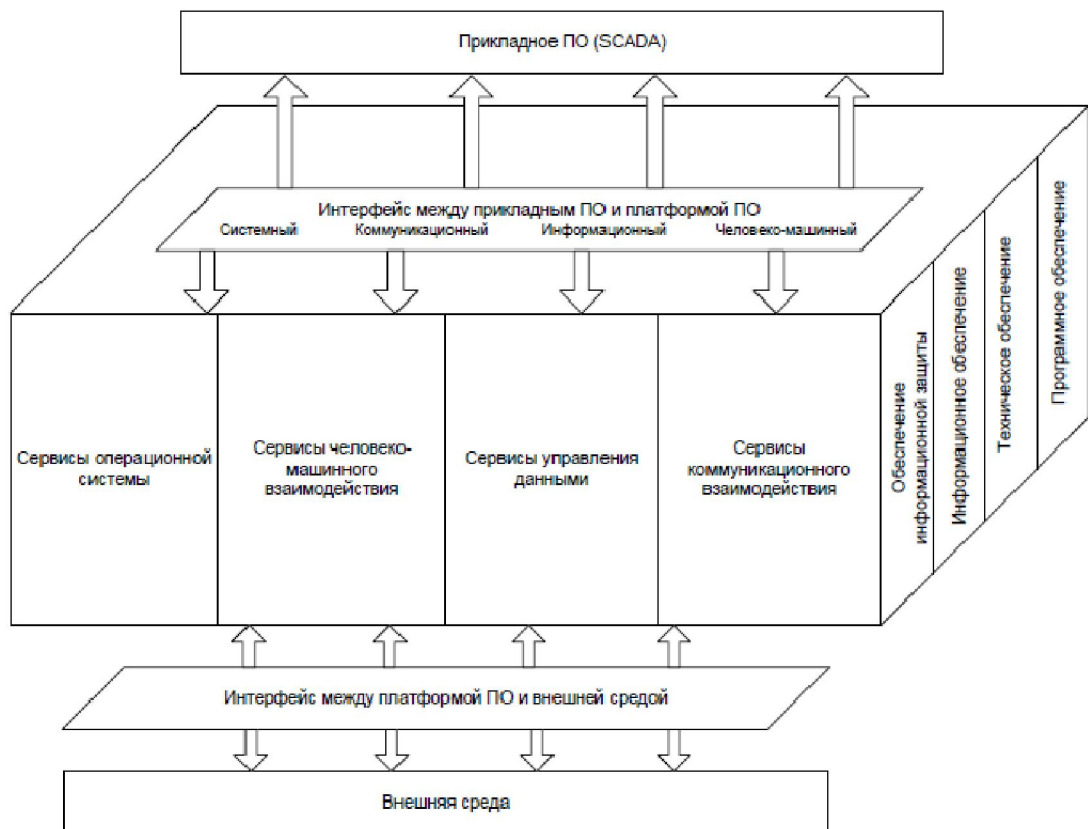 Прикладное ПО (SCADA)
Интерфейс между прикладным ПО и платформой ПО
Системный
Коммуникационный
Информационный
Человеко-машинный
Сервисы операционной
системы
Сервисы человеко-
машинного
взаимодействия
Сервисы управления
данными
Сервисы
коммуникационного
взаимодействия
Обеспечение
информационной защиты
Информационное обеспечение
Техническое обеспечение
Программное обеспечение
Интерфейс между платформой ПО и внешней средой
Внешняя среда